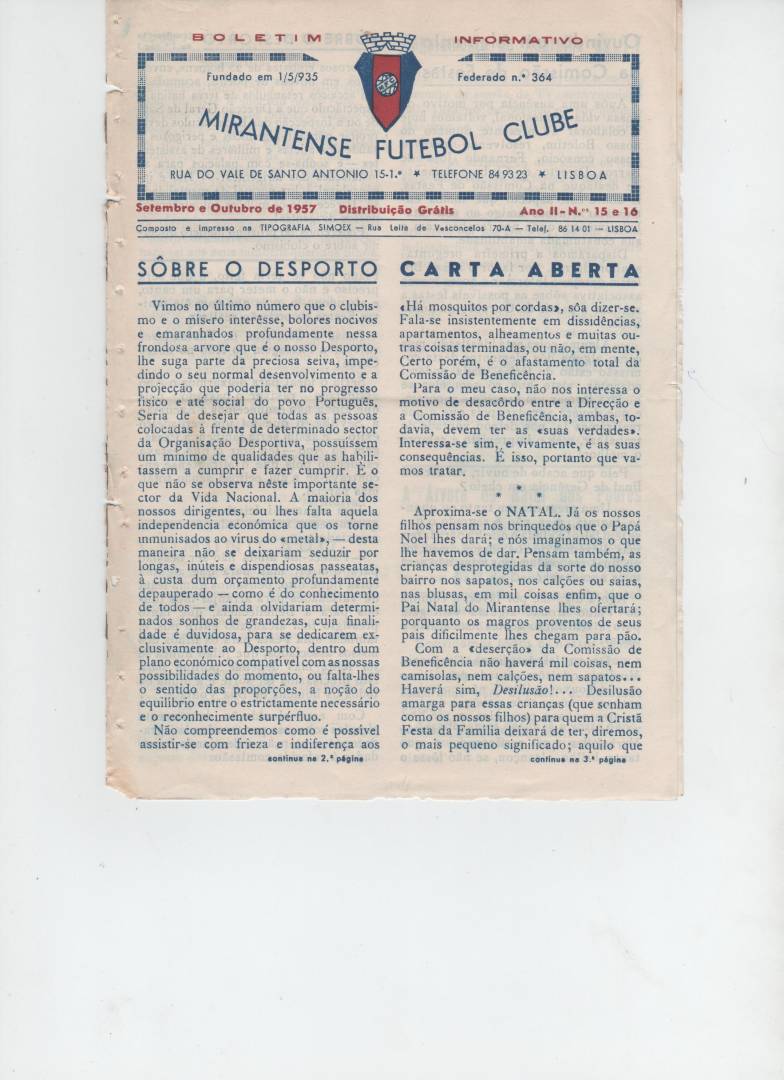 BOLETIM INFORMATIVO
Fundado em 1/5/935
Federado n.º 364
MIRANTENSE FUTEBOL CLUBE
RUA DO VALE DE SANTO ANTONIO 15-1.º ★ TELEFONE 84 93 23 ★ LISBOA
Setembro e Outubro de 1957 Distribuição Grátis Ano II - N.os 15 e 16
Composto e impresso na TIPOGRAFIA SIMOEX — Rua Leite de Vasconcelos 70-A — Telef. 86 14 01 — LISBOA
SÔBRE O DESPORTO
Vimos no último número que o clubis-
mo e o misero interêsse, bolores nocivos
e emaranhados profundamente nessa
frondosa arvore que é o nosso Desporto,
lhe suga parte da preciosa seiva, impe-
dindo o seu normal desenvolvimento e a
projecção que poderia ter no progresso
fisico e até social do povo Português.
Seria de desejar que todas as pessoas
colocadas à frente de determinado sector
da Organisação Desportiva, possuíssem
um minimo de qualidades que as habili-
tassem a cumprir e fazer cumprir. E o
que não se observa nêste importante se-
ctor da Vida Nacional. A maioria dos
nossos dirigentes, ou lhes falta aquela
independencia económica que os torne
inmunisados ao vírus do «metal», — desta
maneira não se deixariam seduzir por
longas, inúteis e dispendiosas passeatas,
à custa dum orçamento profundamente
depauperado — como é do conhecimento
de todos — e ainda olvidariam determi-
nados sonhos de grandezas, cuja finali-
dade é duvidosa, para se dedicarem ex-
clusivamente ao Desporto, dentro dum
plano económico compativel com as nossas
possibilidades do momento, ou falta-lhes
o sentido das proporções, a noção do
equilibrio entre o estrictamente necessário
e o reconhecimente surpérfluo.
Não compreendemos como é possível
assistir-se com frieza e indiferença aos
continua na 2.ª página
CARTA ABERTA
«Há mosquitos por cordas», sôa dizer-se.
Fala-se insistentemente em dissidências,
apartamentos, alheamentos e muitas ou-
tras coisas terminadas, ou não, em mente,
Certo porém, é o afastamento total da
Comissão de Beneficência.
Para o meu caso, não nos interessa o
motivo de desacôrdo entre a Direcção e
a Comissão de Beneficência, ambas, to-
davia, devem ter as «suas verdades».
Interessa-se sim, e vivamente, é as suas
consequências. É isso, portanto que va-
mos tratar.
* * *
Aproxima-se o NATAL. Já os nossos
filhos pensam nos brinquedos que o Papá
Noel lhes dará; e nós imaginamos o que
lhe havemos de dar. Pensam também, as
crianças desprotegidas da sorte do nosso
bairro nos sapatos, nos calções ou saias,
nas blusas, em mil coisas enfim, que o
Pai Natal do Mirantense lhes ofertará;
porquanto os magros proventos de seus
pais dificilmente lhes chegam para pão.
Com a «deserção» da Comissão de
Beneficência não haverá mil coisas, nem
camisolas, nem calções, nem sapatos...
Haverá sim, Desilusão!... Desilusão
amarga para essas crianças (que sonham
como os nossos filhos) para quem a Cristã
Festa da Familia deixará de ter, diremos,
o mais pequeno significado; aquilo que
continua na 3.ª página